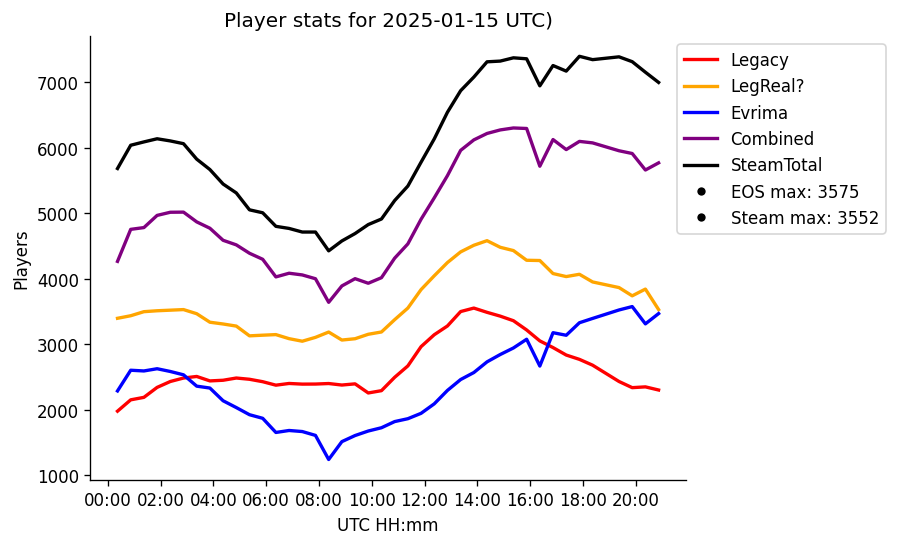 Player stats for 2025-01-15 UTC)
Players
7000
6000
5000
4000
3000
2000
1000
00:00 02:00 04:00 06:00 08:00 10:00 12:00 14:00 16:00 18:00 20:00
UTC HH:mm
Legacy
LegReal?
Evrima
Combined
SteamTotal
EOS max: 3575
Steam max: 3552